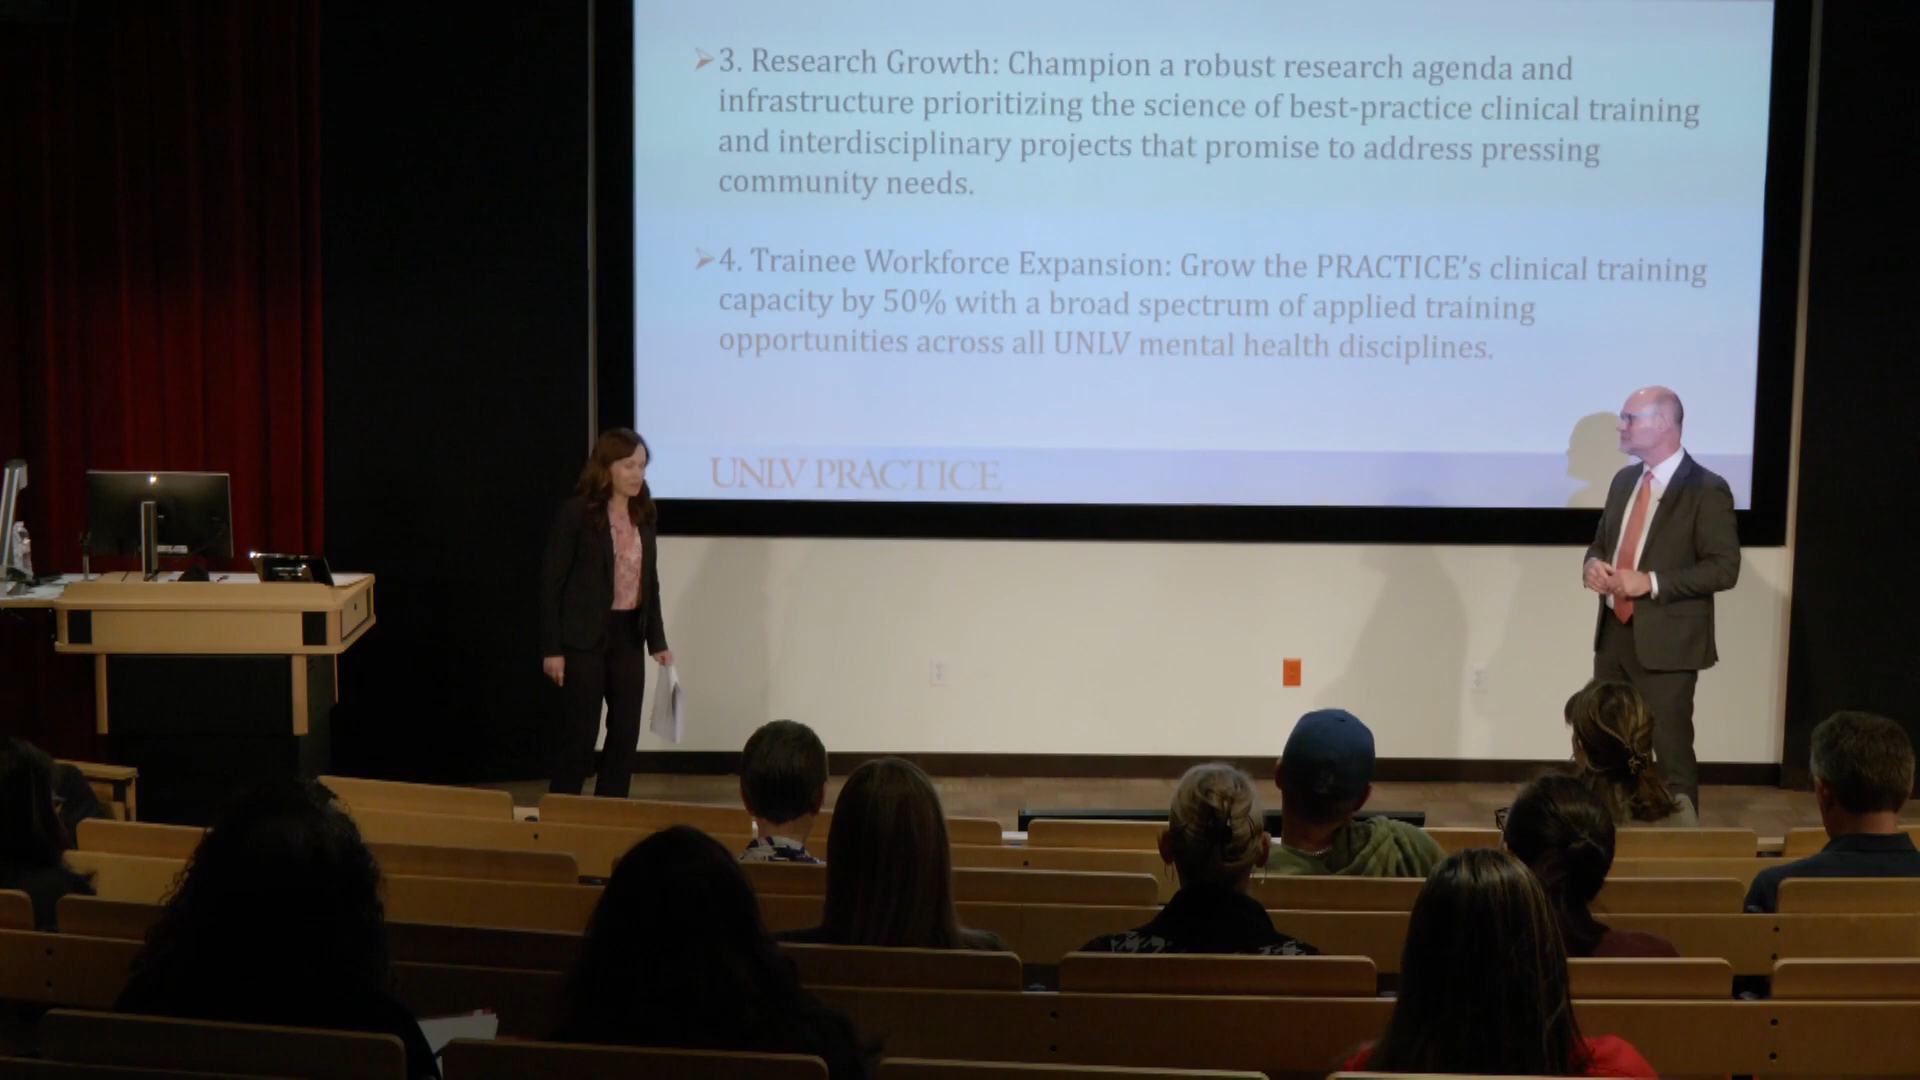 ➢3. Research Growth: Champion a robust research agenda and
infrastructure prioritizing the science of best-practice clinical training
and interdisciplinary projects that promise to address pressing
community needs.
➢4. Trainee Workforce Expansion: Grow the PRACTICE's clinical training
capacity by 50% with a broad spectrum of applied training
opportunities across all UNLV mental health disciplines.
UNLV PRACTICE